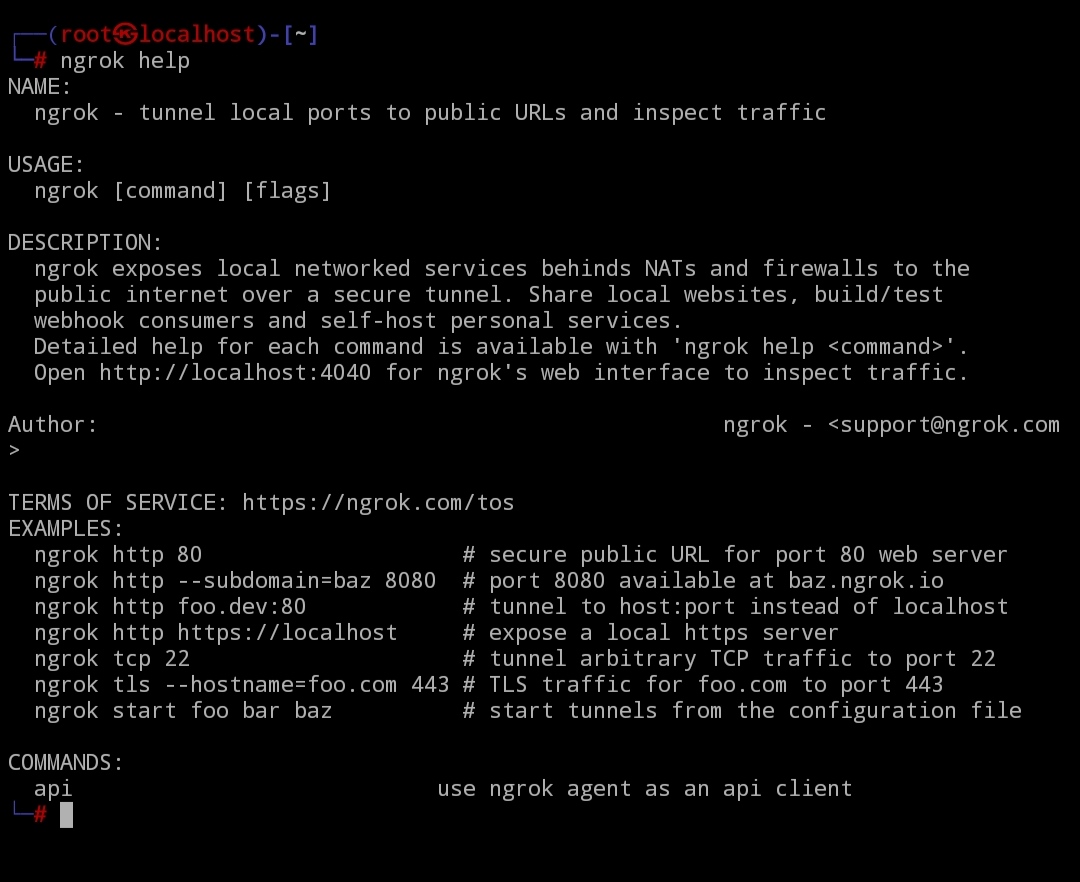 ┌──(root㉿localhost)-[~]
└─# ngrok help
NAME:
  ngrok - tunnel local ports to public URLs and inspect traffic

USAGE:
  ngrok [command] [flags]

DESCRIPTION:
  ngrok exposes local networked services behinds NATs and firewalls to the
  public internet over a secure tunnel. Share local websites, build/test
  webhook consumers and self-host personal services.
  Detailed help for each command is available with 'ngrok help <command>'.
  Open http://localhost:4040 for ngrok's web interface to inspect traffic.

Author:                                                ngrok - <support@ngrok.com
>

TERMS OF SERVICE: https://ngrok.com/tos
EXAMPLES:
  ngrok http 80                    # secure public URL for port 80 web server
  ngrok http --subdomain=baz 8080  # port 8080 available at baz.ngrok.io
  ngrok http foo.dev:80            # tunnel to host:port instead of localhost
  ngrok http https://localhost     # expose a local https server
  ngrok tcp 22                     # tunnel arbitrary TCP traffic to port 22
  ngrok tls --hostname=foo.com 443 # TLS traffic for foo.com to port 443
  ngrok start foo bar baz          # start tunnels from the configuration file

COMMANDS:
  api                            use ngrok agent as an api client
└─#